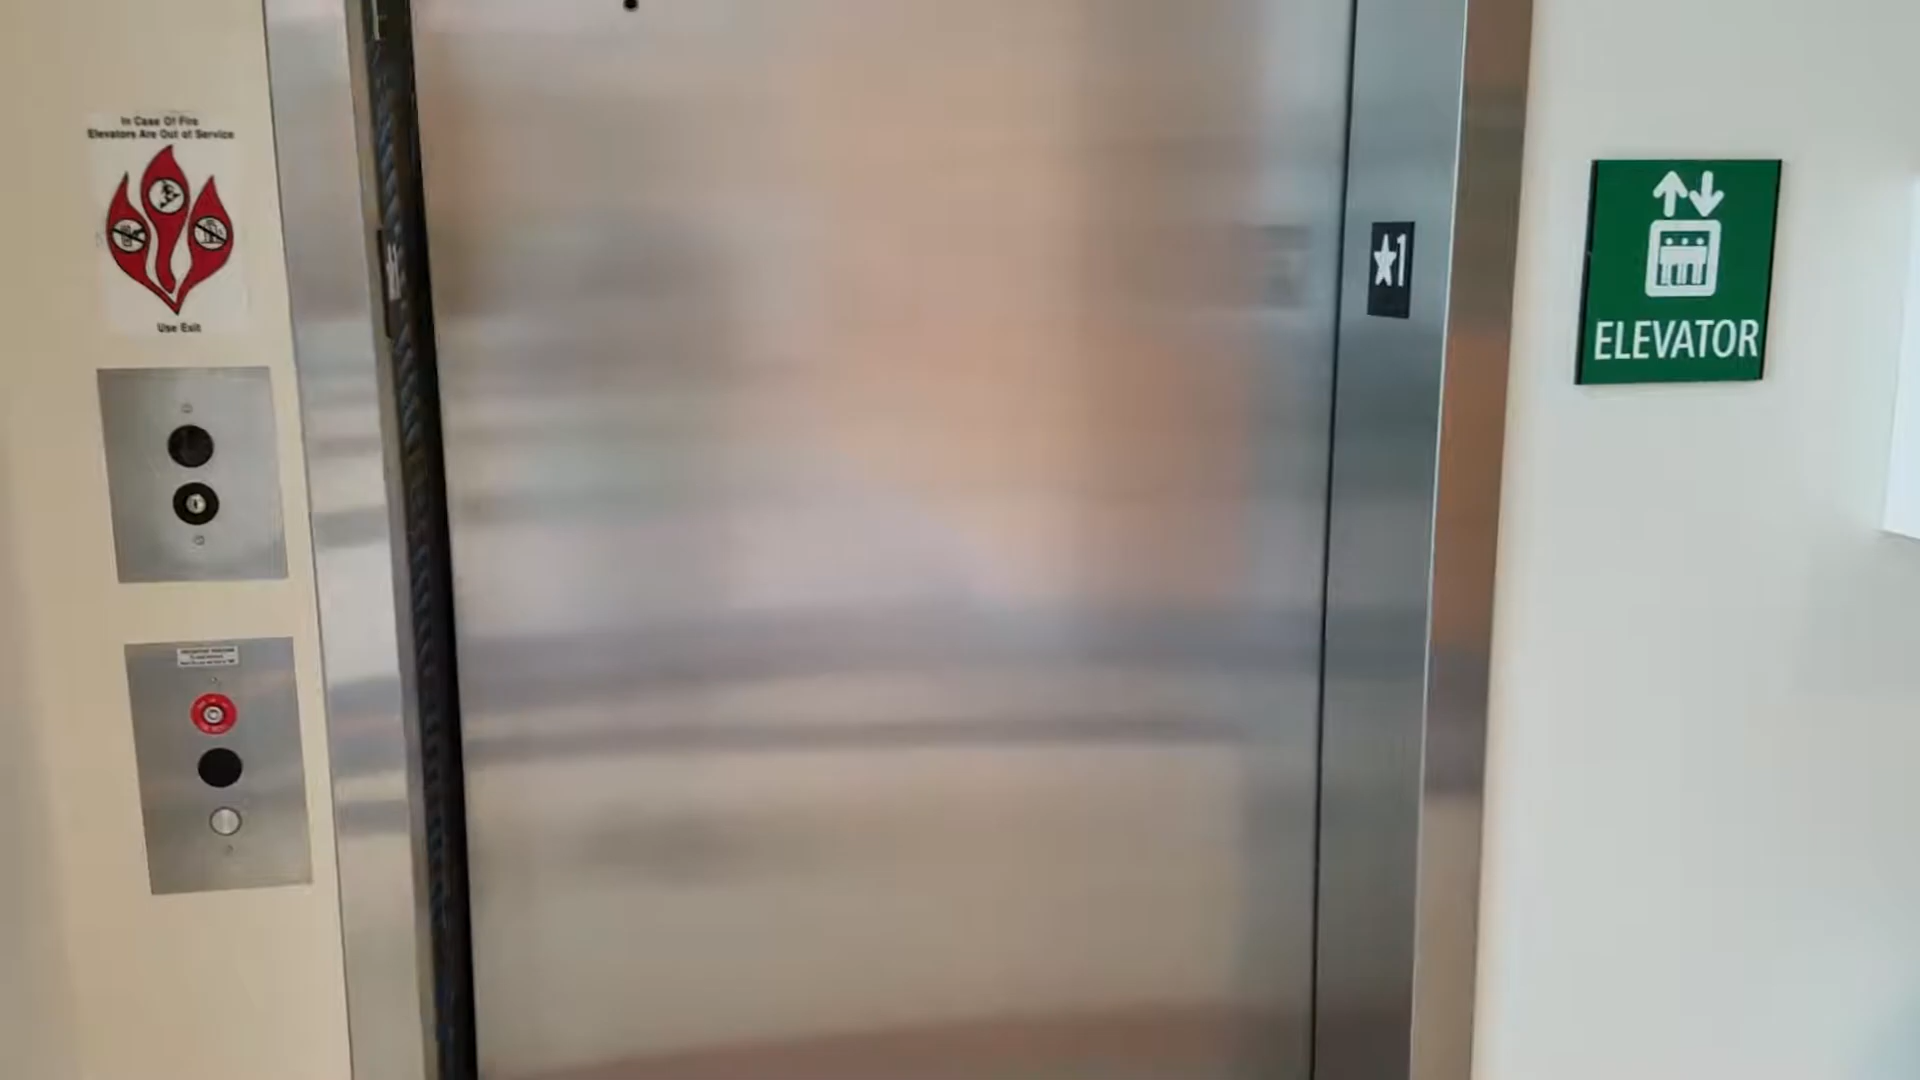 In Case Of Fire
Elevators Are Out of Service
Use Exit
★1
ELEVATOR